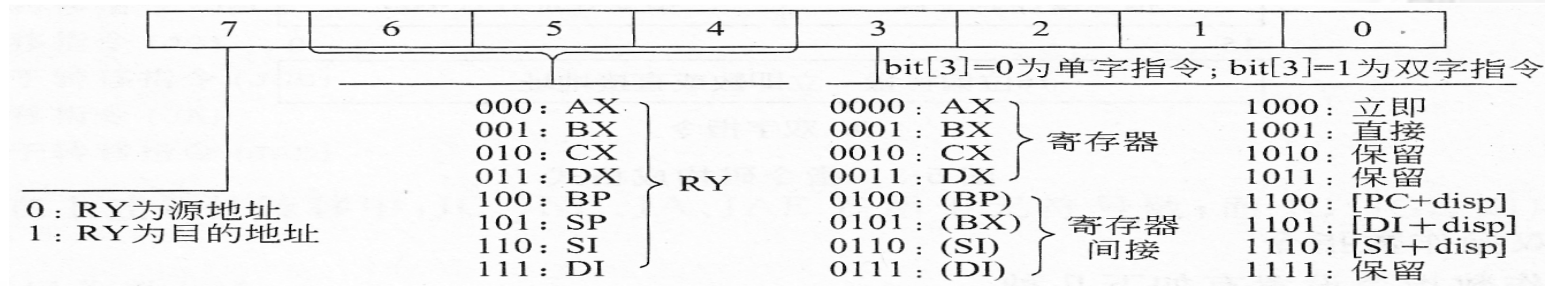 7 6 5 4 3 2 1 0
bit[3]=0为单字指令; bit[3]=1为双字指令
000: AX 0000: AX 1000: 立即
001: BX 0001: BX 1001: 直接
010: CX 0010: CX 寄存器 1010: 保留
011: DX RY 0011: DX 1011: 保留
0: RY为源地址 100: BP 0100: (BP) 1100: [PC+disp]
1: RY为目的地址 101: SP 0101: (BX) 寄存器 1101: [DI+disp]
110: SI 0110: (SI) 间接 1110: [SI+disp]
111: DI 0111: (DI) 1111: 保留